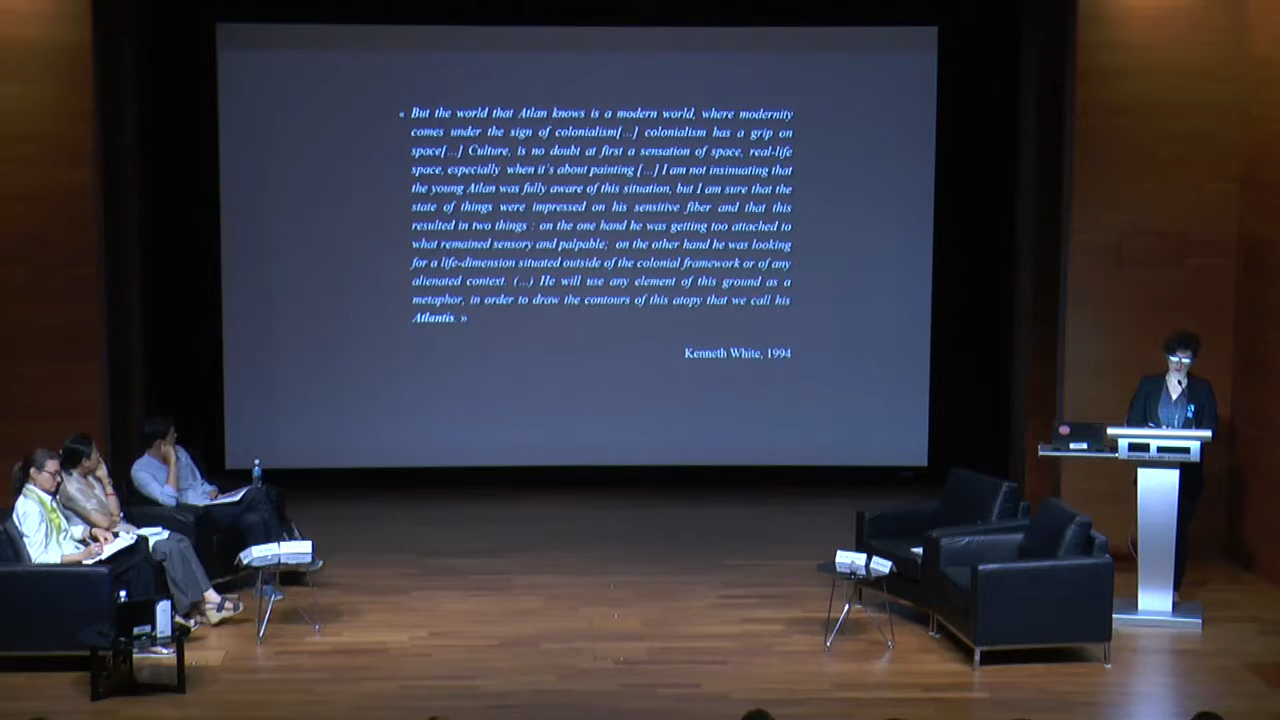 « But the world that Atlan knows is a modern world, where modernity
comes under the sign of colonialism[...] colonialism has a grip on
space[...] Culture, is no doubt at first a sensation of space, real-life
space, especially when it's about painting [...] I am not insinuating that
the young Atlan was fully aware of this situation, but I am sure that the
state of things were impressed on his sensitive fiber and that this
resulted in two things : on the one hand he was getting too attached to
what remained sensory and palpable; on the other hand he was looking
for a life-dimension situated outside of the colonial framework or of any
alienated context. (...) He will use any element of this ground as a
metaphor, in order to draw the contours of this atopy that we call his
Atlantis. »
Kenneth White, 1994